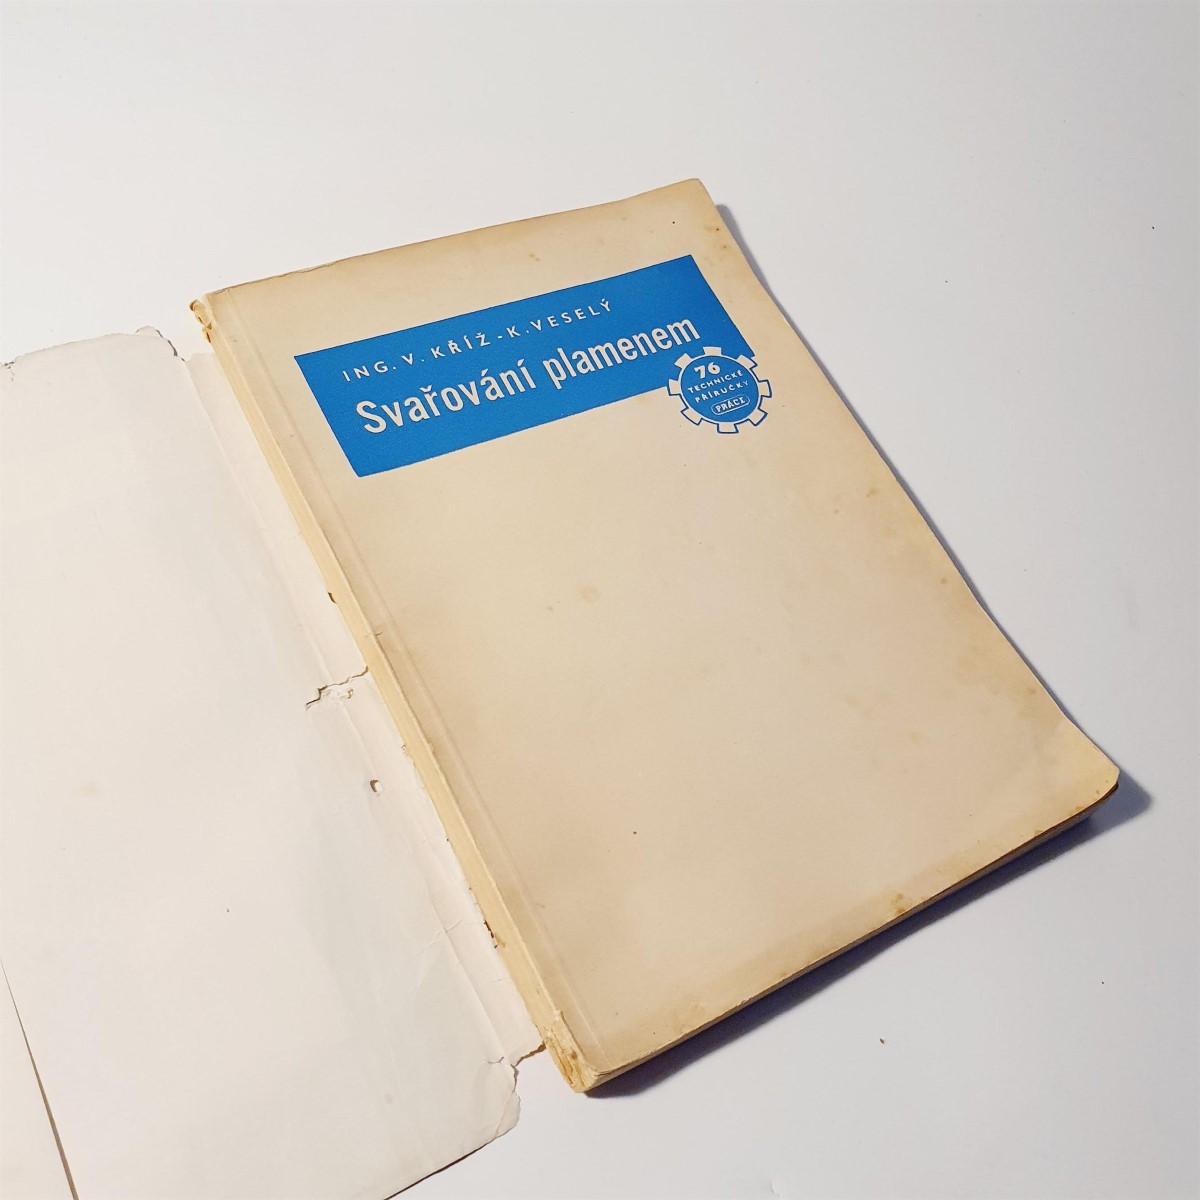 ING. V. KŘÍŽ - K. VESELÝ
Svařování plamenem
76
TECHNICKÉ
PŘÍRUČKY
PRÁCE